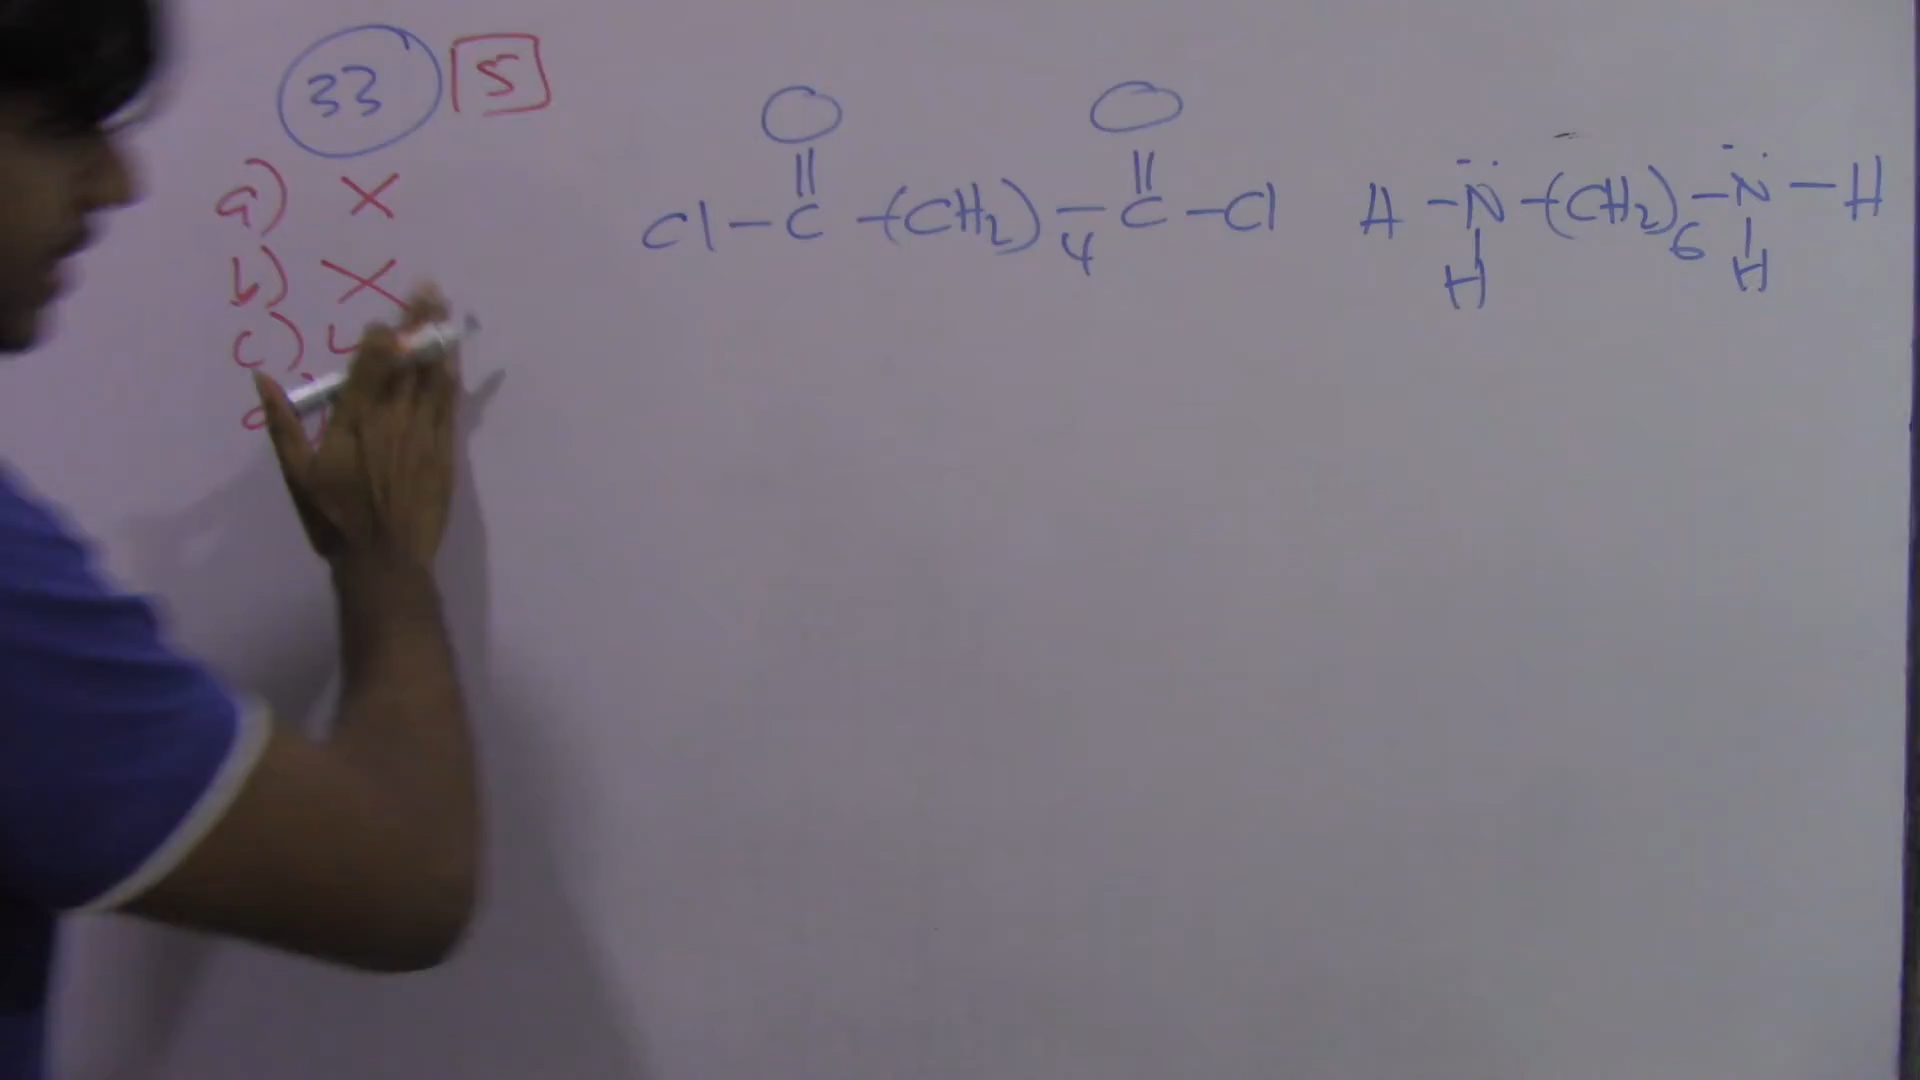 33 5
a) X
b) X
c)
O O
|| ||
Cl - C - (CH2)4 - C - Cl H - N - (CH2)6 - N - H
| |
H H